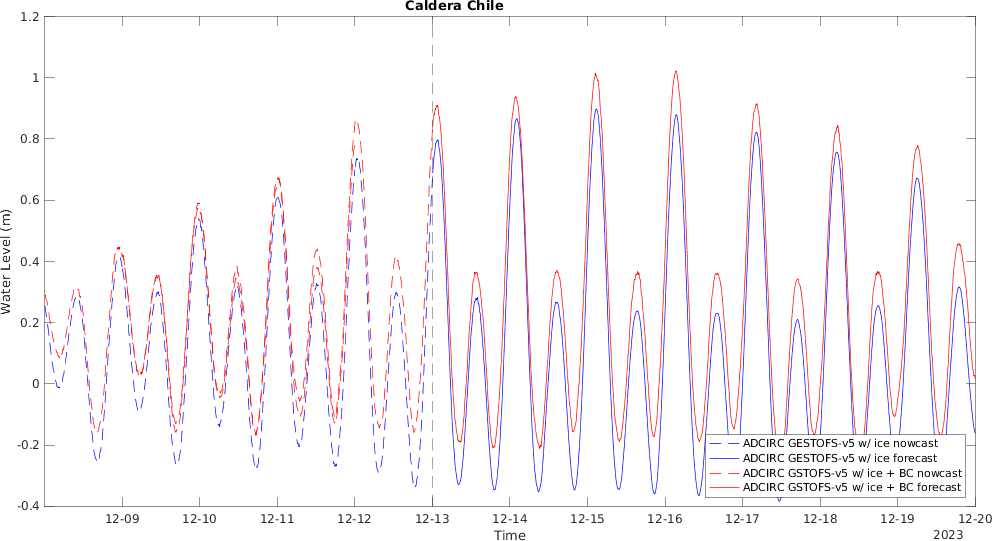 Caldera Chile
1.2
1
0.8
0.6
0.4
0.2
0
-0.2
-0.4
Water Level (m)
ADCIRC GESTOFS-v5 w/ ice nowcast
ADCIRC GESTOFS-v5 w/ ice forecast
ADCIRC GSTOFS-v5 w/ ice + BC nowcast
ADCIRC GSTOFS-v5 w/ ice + BC forecast
12-09 12-10 12-11 12-12 12-13 12-14 12-15 12-16 12-17 12-18 12-19 12-20
Time
2023